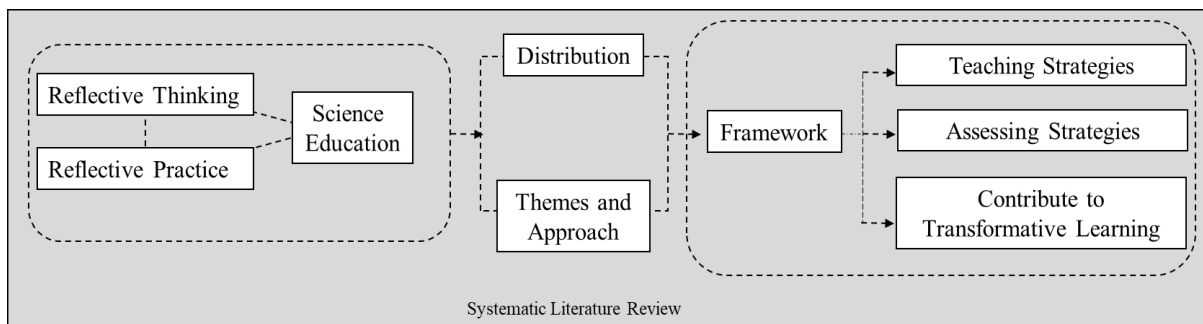 Reflective Thinking
Reflective Practice
Science
Education
Distribution
Themes and
Approach
Framework
Teaching Strategies
Assessing Strategies
Contribute to
Transformative Learning
Systematic Literature Review